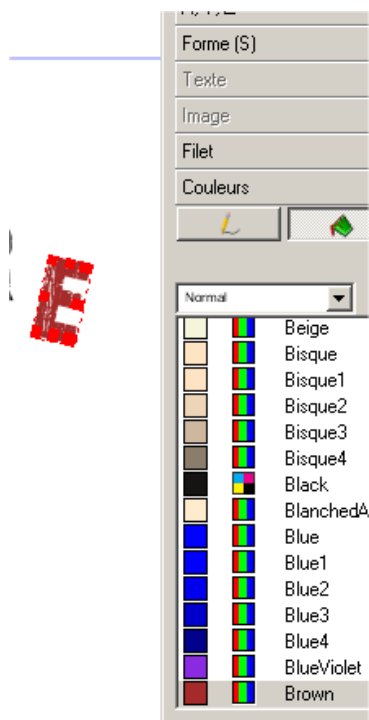 Forme (S)
Texte
Image
Filet
Couleurs
E
Normal
Beige
Bisque
Bisque1
Bisque2
Bisque3
Bisque4
Black
BlanchedA
Blue
Blue1
Blue2
Blue3
Blue4
BlueViolet
Brown